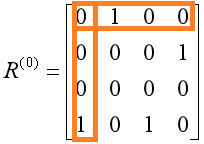 0 1 0 0
0 0 0 1
R(0) =
0 0 0 0
1 0 1 0